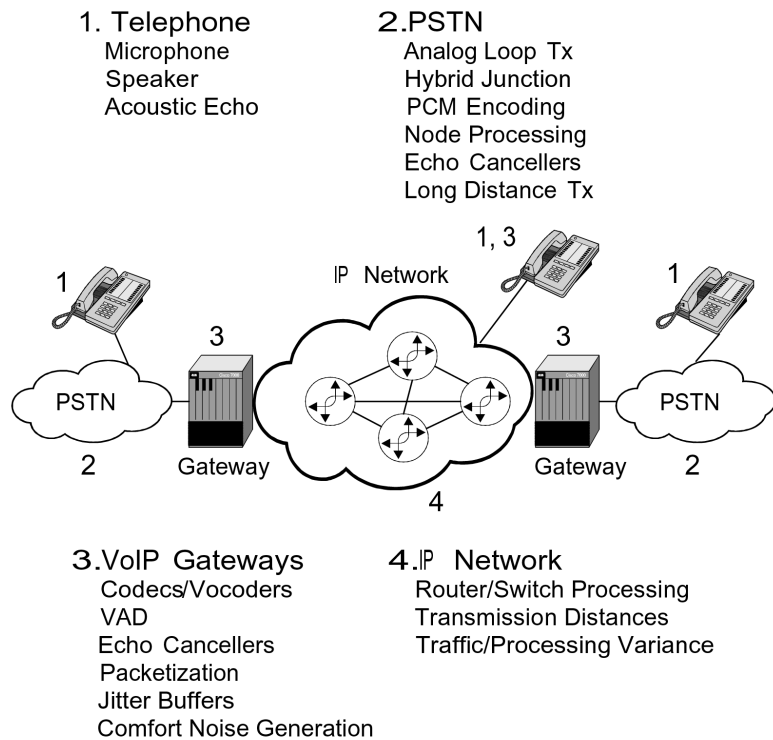 1. Telephone
Microphone
Speaker
Acoustic Echo
2.PSTN
Analog Loop Tx
Hybrid Junction
PCM Encoding
Node Processing
Echo Cancellers
Long Distance Tx
1
1, 3
1
IP Network
3
3
PSTN
PSTN
2
Gateway
Gateway
2
4
3.VoIP Gateways
Codecs/Vocoders
VAD
Echo Cancellers
Packetization
Jitter Buffers
Comfort Noise Generation
4.IP Network
Router/Switch Processing
Transmission Distances
Traffic/Processing Variance